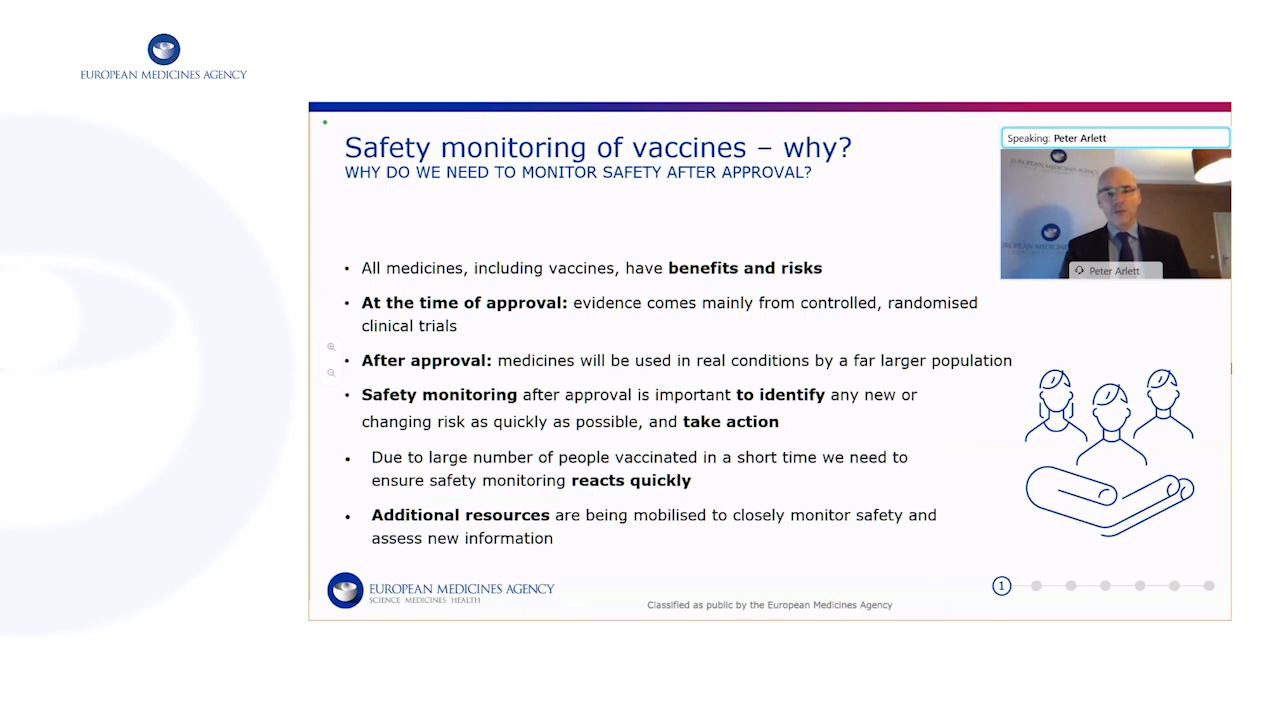 EUROPEAN MEDICINES AGENCY
Safety monitoring of vaccines – why?
WHY DO WE NEED TO MONITOR SAFETY AFTER APPROVAL?
Speaking: Peter Arlett
EUROPEAN MEDICINES AGENCY
EUROPEAN MEDICINE
Peter Arlett
• All medicines, including vaccines, have benefits and risks
• At the time of approval: evidence comes mainly from controlled, randomised
clinical trials
• After approval: medicines will be used in real conditions by a far larger population
• Safety monitoring after approval is important to identify any new or
changing risk as quickly as possible, and take action
• Due to large number of people vaccinated in a short time we need to
ensure safety monitoring reacts quickly
• Additional resources are being mobilised to closely monitor safety and
assess new information
EUROPEAN MEDICINES AGENCY
SCIENCE MEDICINES HEALTH
Classified as public by the European Medicines Agency
1